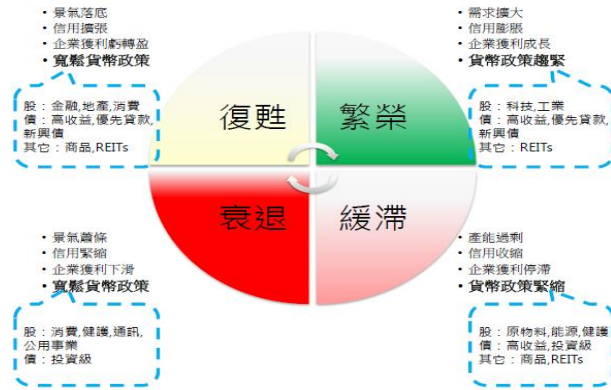 • 景氣落底
• 信用擴張
• 企業獲利虧轉盈
• 寬鬆貨幣政策
股：金融,地產,消費
債：高收益,優先貸款,
新興債
其它：商品,REITs
• 需求擴大
• 信用膨脹
• 企業獲利成長
• 貨幣政策趨緊
股：科技,工業
債：高收益,優先貸款,
新興債
其它：REITs
復甦
繁榮
衰退
緩滯
• 景氣蕭條
• 信用緊縮
• 企業獲利下滑
• 寬鬆貨幣政策
股：消費,健護,通訊,
公用事業
債：投資級
• 產能過剩
• 信用收縮
• 企業獲利停滯
• 貨幣政策緊縮
股：原物料,能源,健護
債：高收益,投資級
其它：商品,REITs